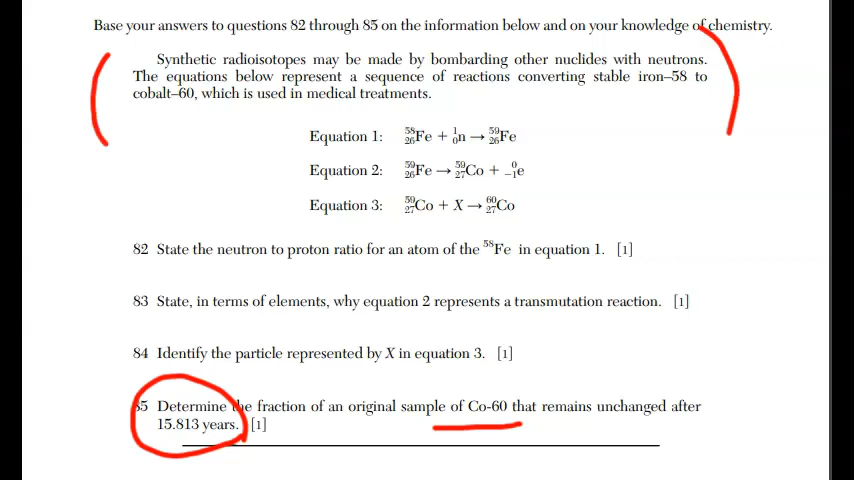 Base your answers to questions 82 through 85 on the information below and on your knowledge of chemistry.
Synthetic radioisotopes may be made by bombarding other nuclides with neutrons.
The equations below represent a sequence of reactions converting stable iron–58 to
cobalt–60, which is used in medical treatments.
Equation 1: ⁵⁸₂₆Fe + ¹₀n → ⁵⁹₂₆Fe
Equation 2: ⁵⁹₂₆Fe → ⁵⁹₂₇Co + ⁰₋₁e
Equation 3: ⁵⁹₂₇Co + X → ⁶⁰₂₇Co
82 State the neutron to proton ratio for an atom of the ⁵⁸Fe in equation 1. [1]
83 State, in terms of elements, why equation 2 represents a transmutation reaction. [1]
84 Identify the particle represented by X in equation 3. [1]
85 Determine the fraction of an original sample of Co-60 that remains unchanged after
15.813 years. [1]